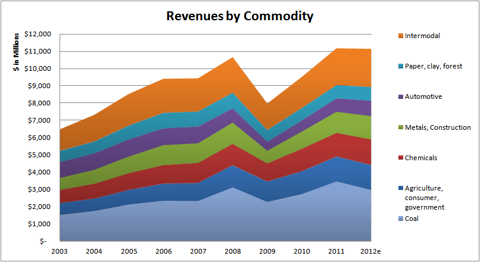 Revenues by Commodity
$ in Millions
$12,000
$11,000
$10,000
$9,000
$8,000
$7,000
$6,000
$5,000
$4,000
$3,000
$2,000
$1,000
$-
2003 2004 2005 2006 2007 2008 2009 2010 2011 2012e
Intermodal
Paper, clay, forest
Automotive
Metals, Construction
Chemicals
Agriculture,
consumer,
government
Coal